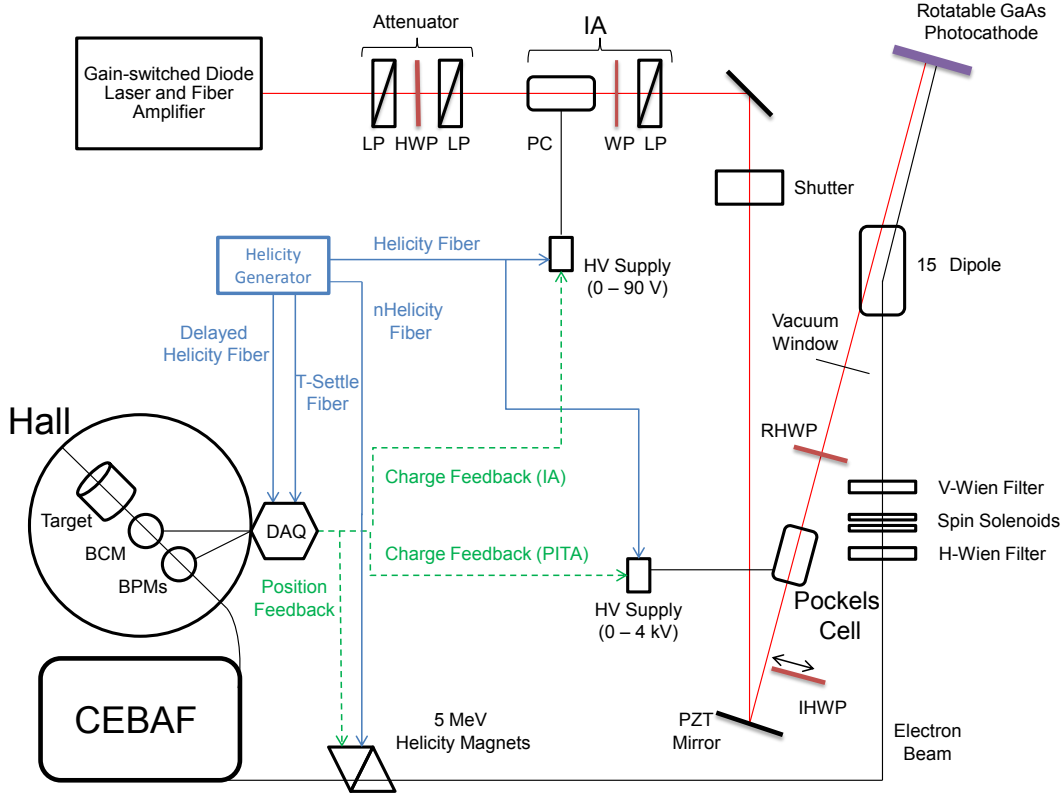 Attenuator
IA
Rotatable GaAs
Photocathode
Gain-switched Diode
Laser and Fiber
Amplifier
LP
HWP
LP
PC
WP
LP
Shutter
Helicity
Generator
Helicity Fiber
HV Supply
(0 – 90 V)
15 Dipole
nHelicity
Fiber
Delayed
Helicity Fiber
T-Settle
Fiber
Vacuum
Window
Hall
RHWP
Charge Feedback (IA)
V-Wien Filter
Target
DAQ
Spin Solenoids
BCM
Charge Feedback (PITA)
H-Wien Filter
BPMs
Position
Feedback
HV Supply
(0 – 4 kV)
Pockels
Cell
CEBAF
5 MeV
Helicity Magnets
PZT
Mirror
IHWP
Electron
Beam